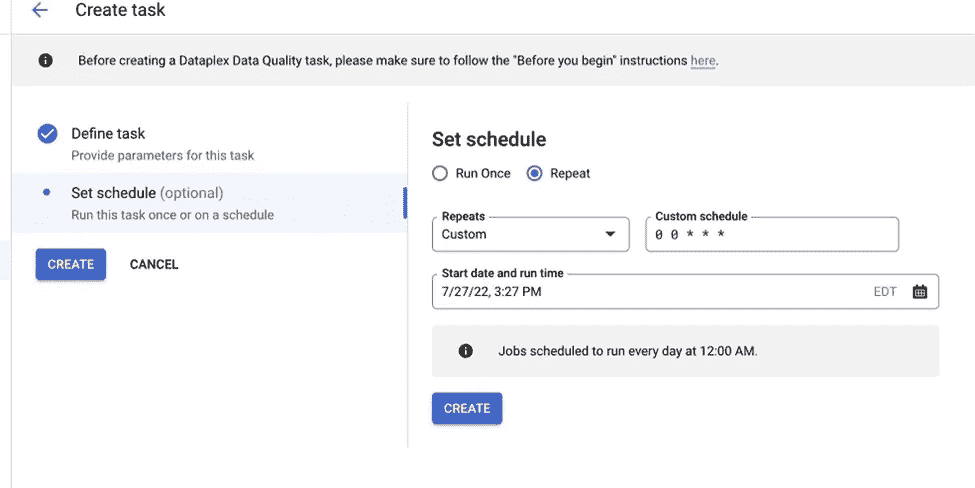 Create task
Before creating a Dataplex Data Quality task, please make sure to follow the "Before you begin" instructions here.
Define task
Provide parameters for this task
Set schedule (optional)
Run this task once or on a schedule
CREATE CANCEL
Set schedule
Run Once Repeat
Repeats
Custom
Custom schedule
0 0 * * *
Start date and run time
7/27/22, 3:27 PM EDT
Jobs scheduled to run every day at 12:00 AM.
CREATE